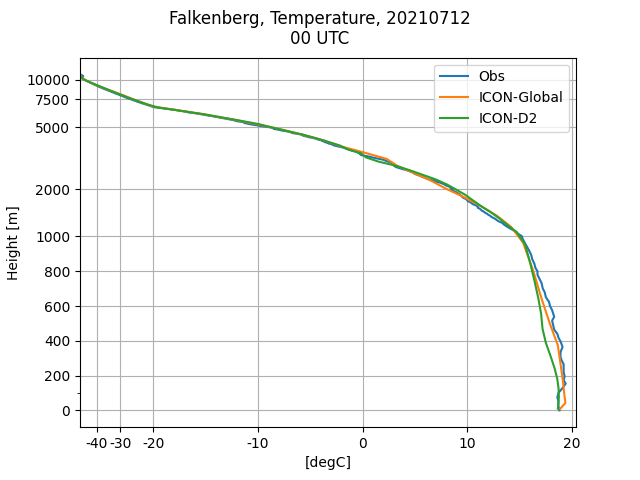 Falkenberg, Temperature, 20210712
00 UTC
Obs
ICON-Global
ICON-D2
Height [m]
10000
7500
5000
2000
1000
800
600
400
200
0
-40 -30 -20 -10 0 10 20
[degC]